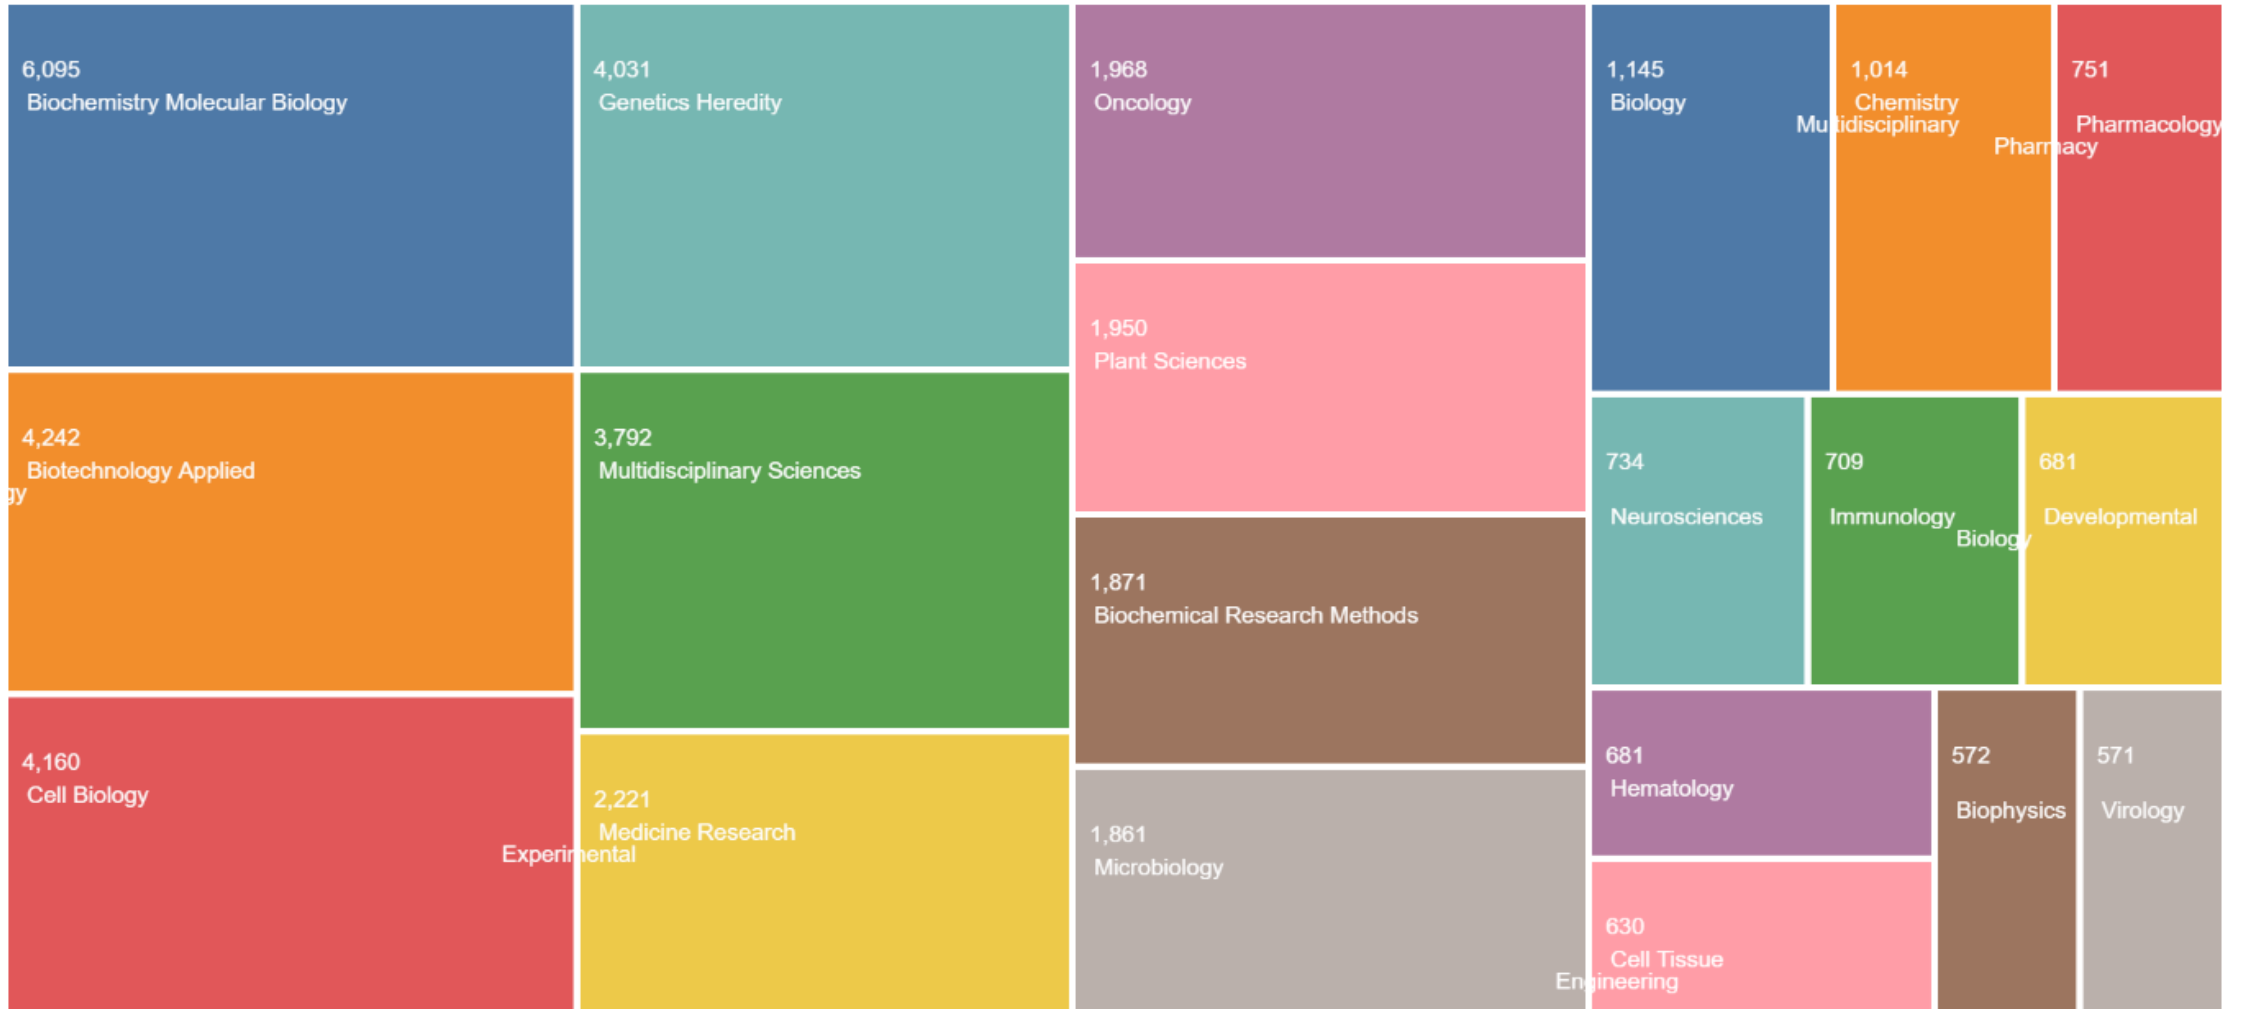 6,095
Biochemistry Molecular Biology
4,242
Biotechnology Applied
gy
4,160
Cell Biology
4,031
Genetics Heredity
3,792
Multidisciplinary Sciences
2,221
Medicine Research
Experimental
1,968
Oncology
1,950
Plant Sciences
1,871
Biochemical Research Methods
1,861
Microbiology
1,145
Biology
1,014
Chemistry
Multidisciplinary
751
Pharmacology
Pharmacy
734
Neurosciences
709
Immunology
681
Developmental
Biology
681
Hematology
630
Cell Tissue
Engineering
572
Biophysics
571
Virology